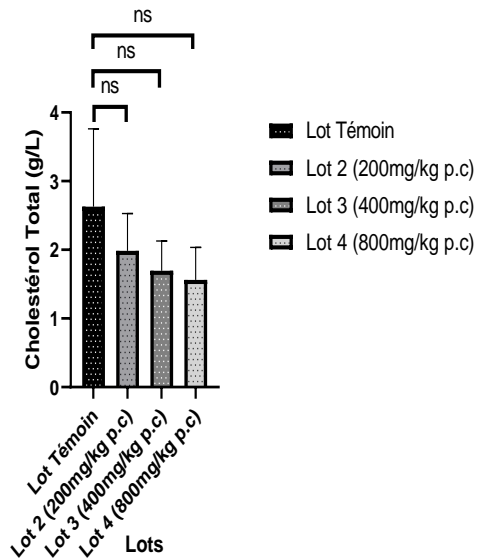 ns
ns
ns
Cholestérol Total (g/L)
4
3
2
1
0
Lot Témoin
Lot 2 (200mg/kg p.c)
Lot 3 (400mg/kg p.c)
Lot 4 (800mg/kg p.c)
Lots
Lot Témoin
Lot 2 (200mg/kg p.c)
Lot 3 (400mg/kg p.c)
Lot 4 (800mg/kg p.c)